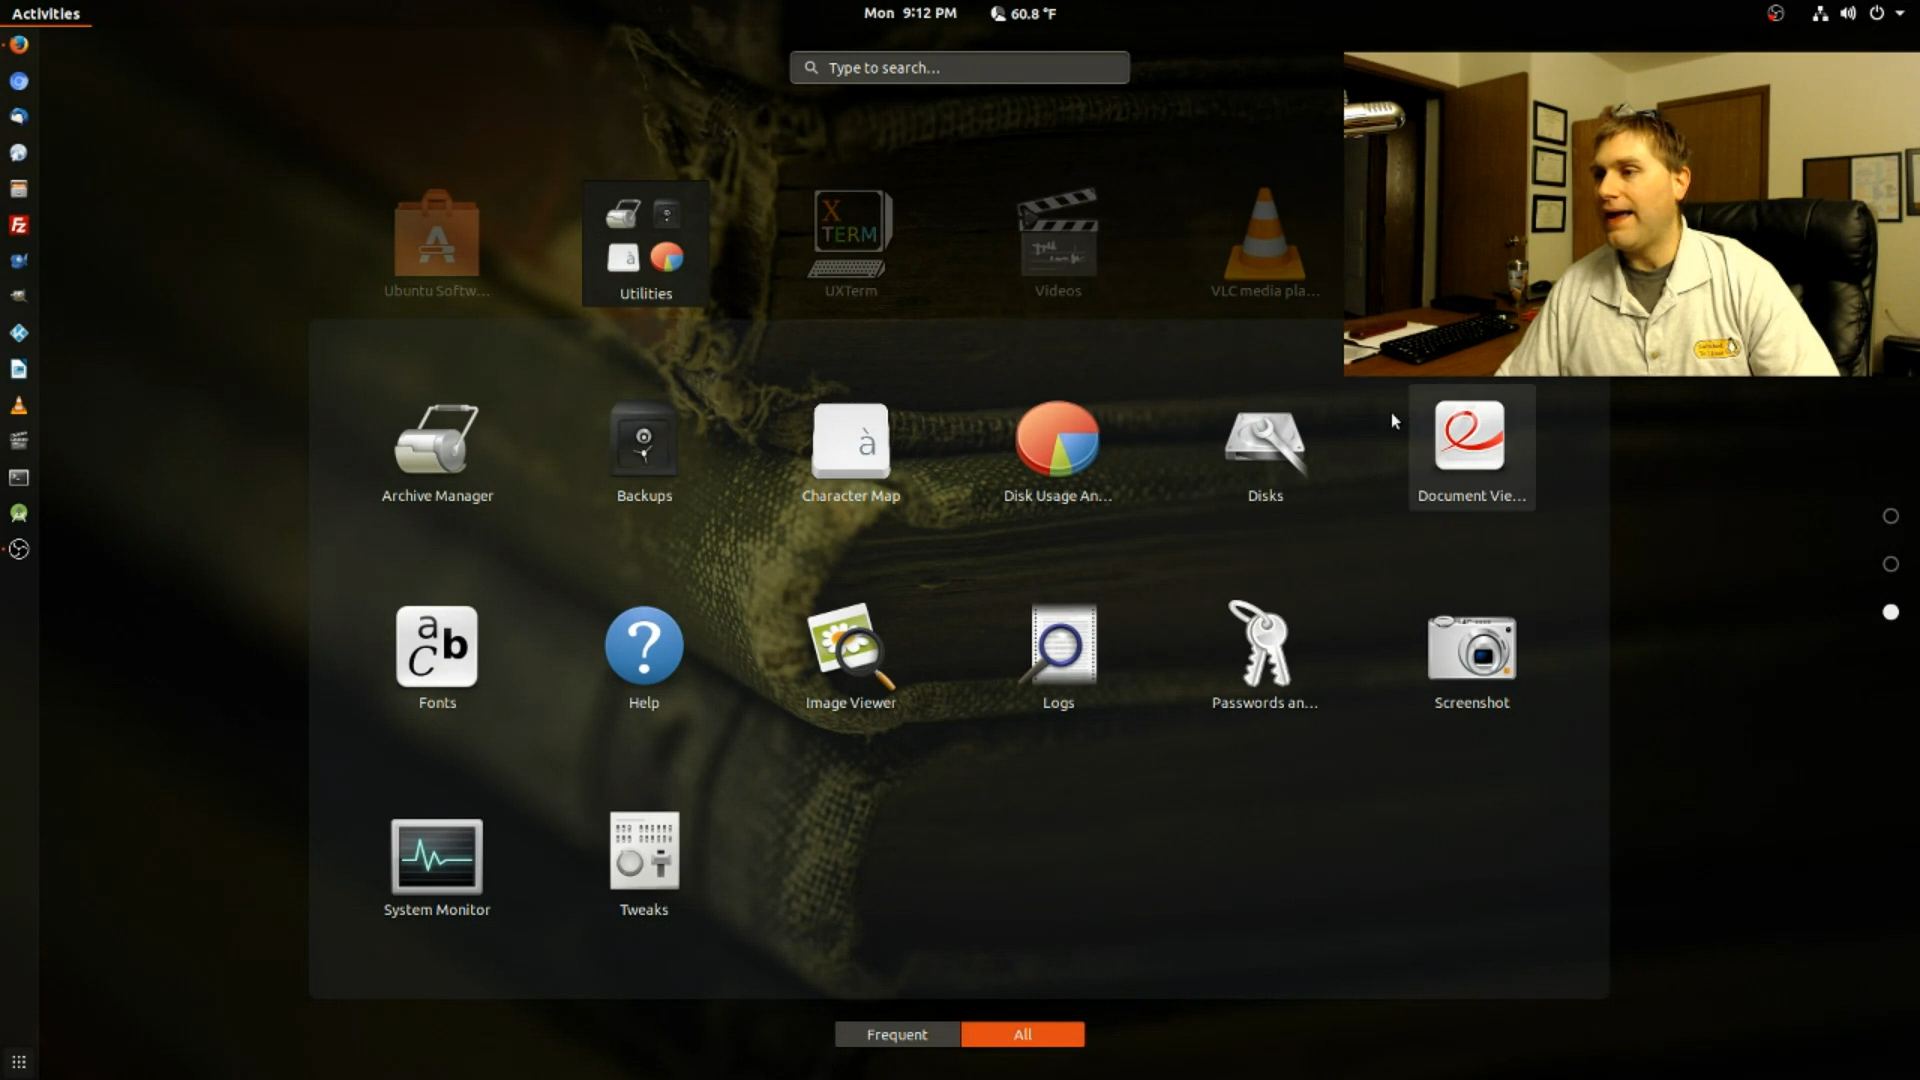 Activities
Mon 9:12 PM
60.8 °F
Type to search...
X
TERM
Ubuntu Softw...
Utilities
UXTerm
Videos
VLC media pla...
à
Archive Manager
Backups
Character Map
Disk Usage An...
Disks
Document Vie...
a
b
c
?
Fonts
Help
Image Viewer
Logs
Passwords an...
Screenshot
System Monitor
Tweaks
Frequent
All
Fz